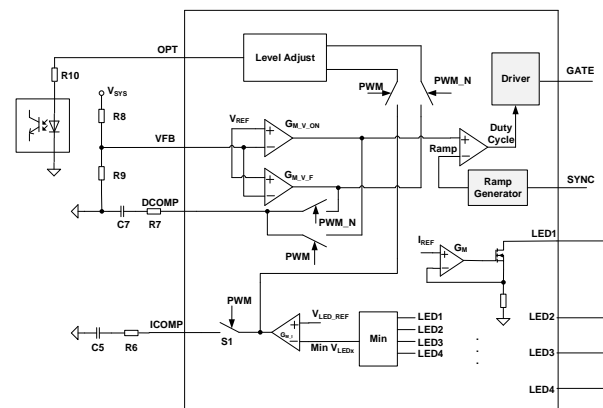 OPT
Level Adjust
R10
PWM
PWM_N
Driver
GATE
VSYS
R8
VREF
GM_V_ON
VFB
Ramp
Duty
Cycle
GM_V_F
R9
Ramp
Generator
SYNC
DCOMP
C7
R7
PWM_N
PWM
IREF
GM
LED1
PWM
VLED_REF
ICOMP
S1
GM_I
Min
LED1
LED2
LED3
LED4
Min VLEDx
C5
R6
LED2
LED3
LED4